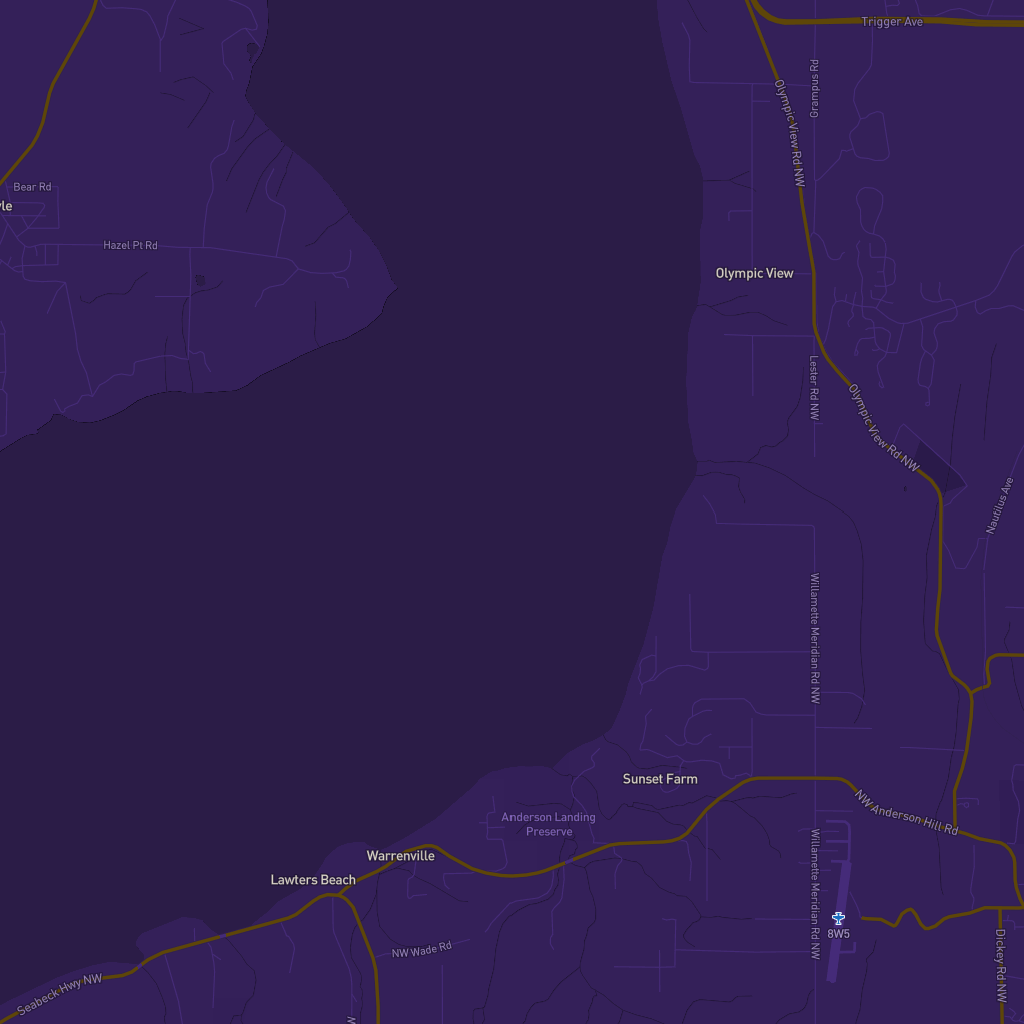 Trigger Ave
Grampus Rd
Olympic View Rd NW
Bear Rd
yle
Hazel Pt Rd
Olympic View
Lester Rd NW
Olympic View Rd NW
Nautilus Ave
Willamette Meridian Rd NW
Sunset Farm
NW Anderson Hill Rd
Anderson Landing
Preserve
Warrenville
Lawters Beach
Willamette Meridian Rd NW
8W5
NW Wade Rd
Dickey Rd NW
Seabeck Hwy NW
W